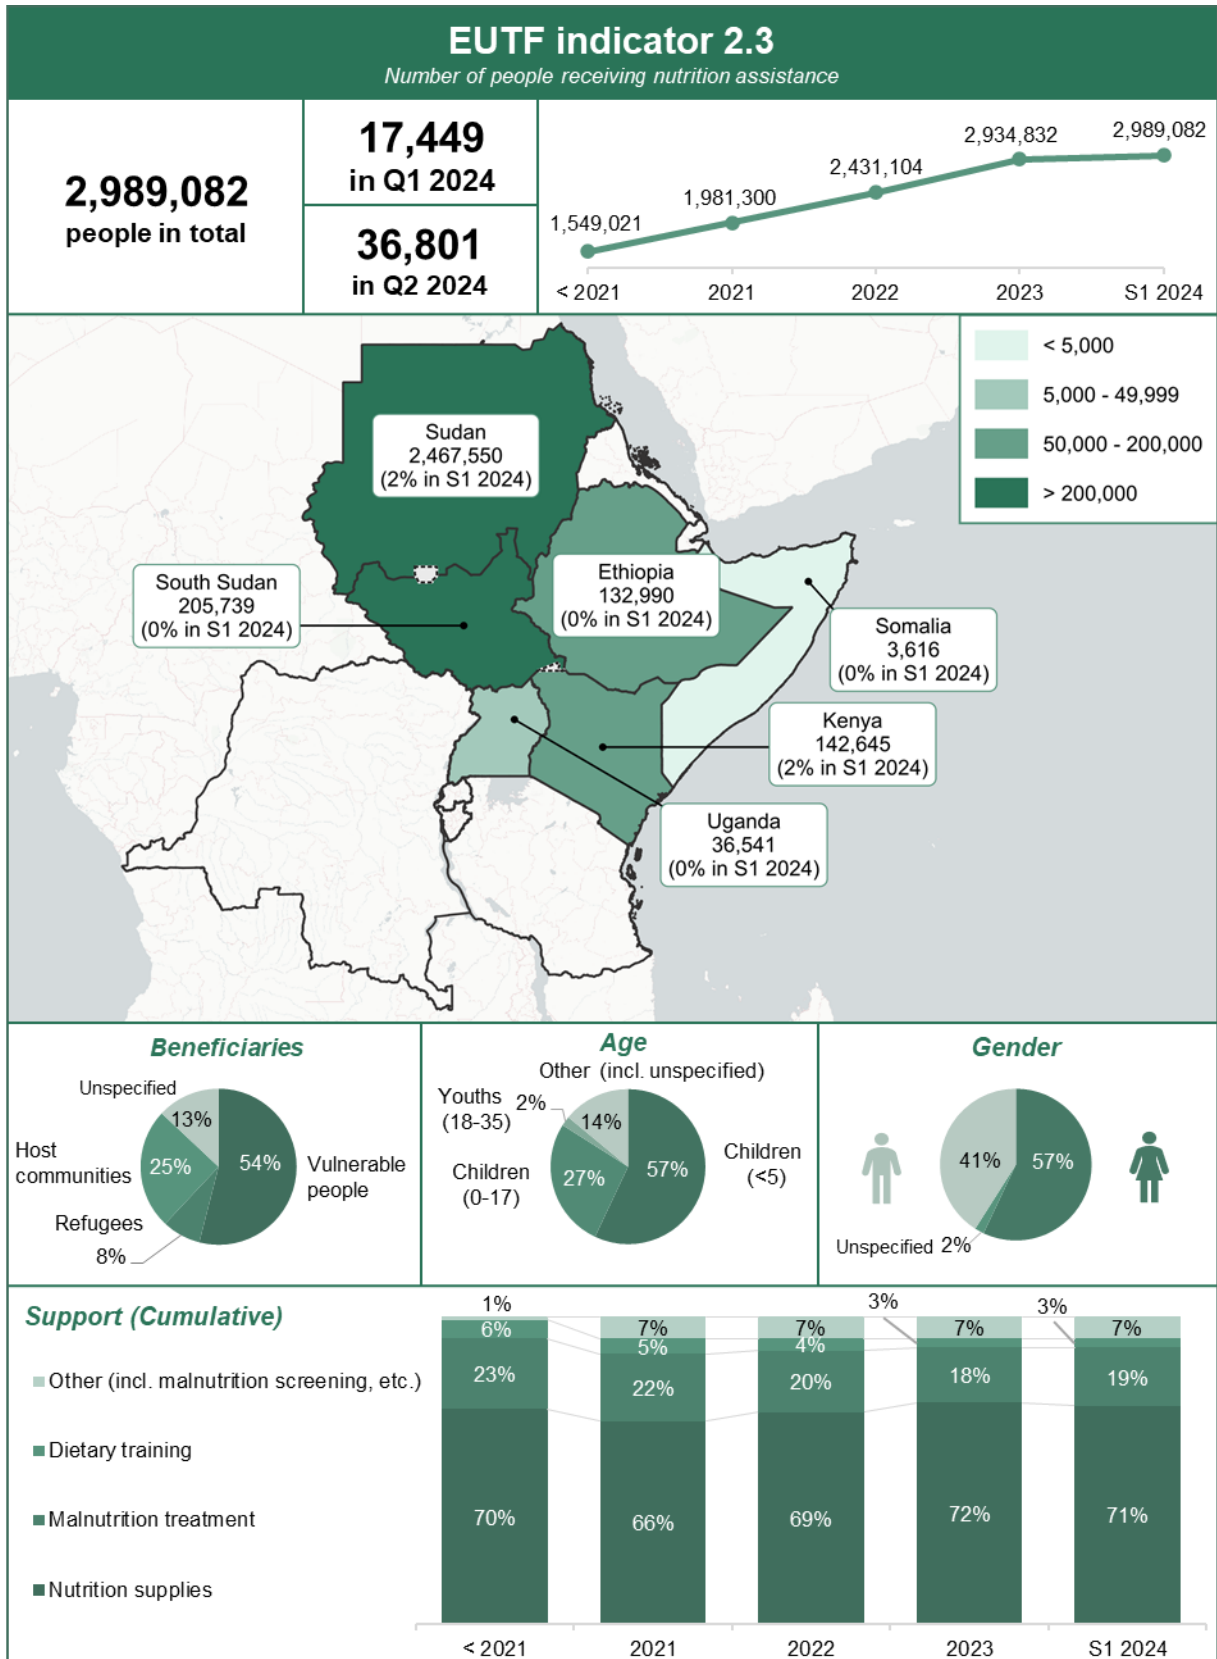 EUTF indicator 2.3
Number of people receiving nutrition assistance
2,989,082
people in total
17,449
in Q1 2024
36,801
in Q2 2024
1,549,021
1,981,300
2,431,104
2,934,832
2,989,082
< 2021
2021
2022
2023
S1 2024
< 5,000
5,000 - 49,999
50,000 - 200,000
> 200,000
Sudan
2,467,550
(2% in S1 2024)
South Sudan
205,739
(0% in S1 2024)
Ethiopia
132,990
(0% in S1 2024)
Somalia
3,616
(0% in S1 2024)
Kenya
142,645
(2% in S1 2024)
Uganda
36,541
(0% in S1 2024)
Beneficiaries
Unspecified
13%
Host
communities
25%
54%
Vulnerable
people
Refugees
8%
Age
Other (incl. unspecified)
Youths
(18-35)
2%
14%
Children
(0-17)
27%
57%
Children
(<5)
Gender
41%
57%
Unspecified 2%
Support (Cumulative)
Other (incl. malnutrition screening, etc.)
Dietary training
Malnutrition treatment
Nutrition supplies
1%
6%
23%
70%
7%
5%
22%
66%
7%
4%
20%
69%
3%
7%
18%
72%
3%
7%
19%
71%
< 2021
2021
2022
2023
S1 2024